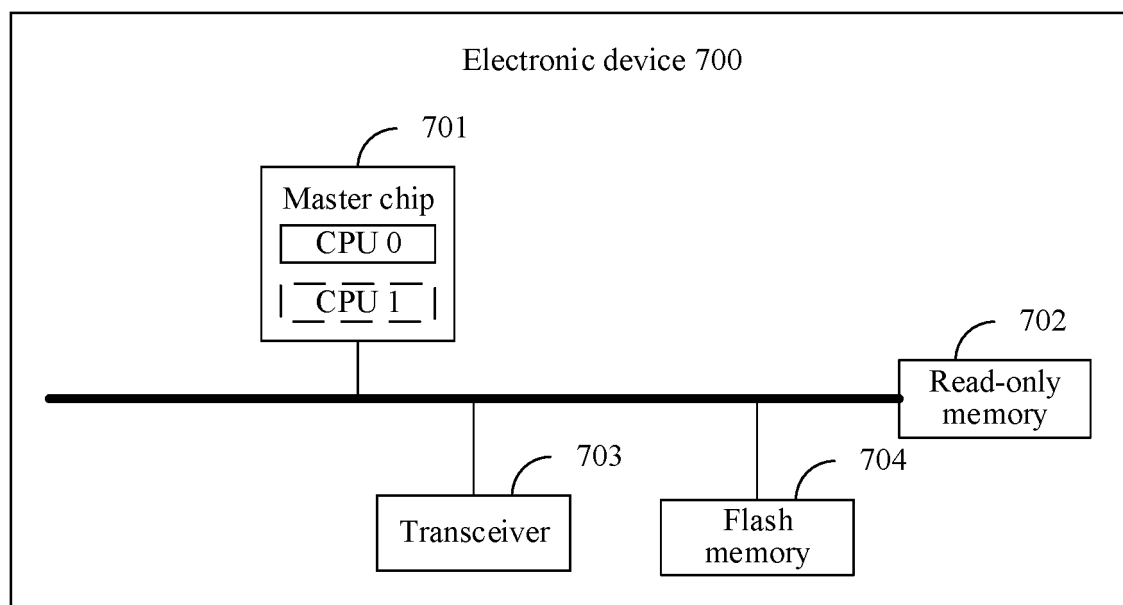 Electronic device 700
701
Master chip
CPU 0
CPU 1
702
Read-only
memory
703
Transceiver
704
Flash
memory